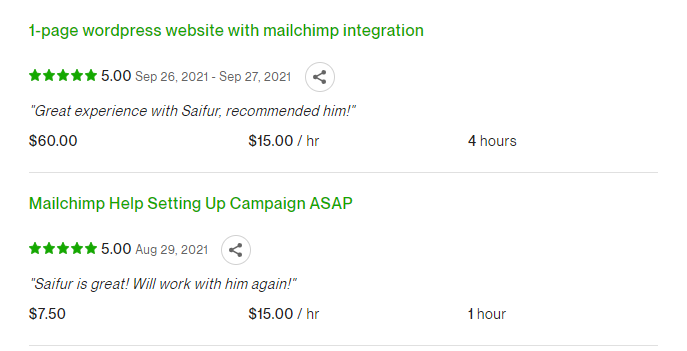 1-page wordpress website with mailchimp integration
5.00 Sep 26, 2021 - Sep 27, 2021
"Great experience with Saifur, recommended him!"
$60.00 $15.00 / hr 4 hours
Mailchimp Help Setting Up Campaign ASAP
5.00 Aug 29, 2021
"Saifur is great! Will work with him again!"
$7.50 $15.00 / hr 1 hour